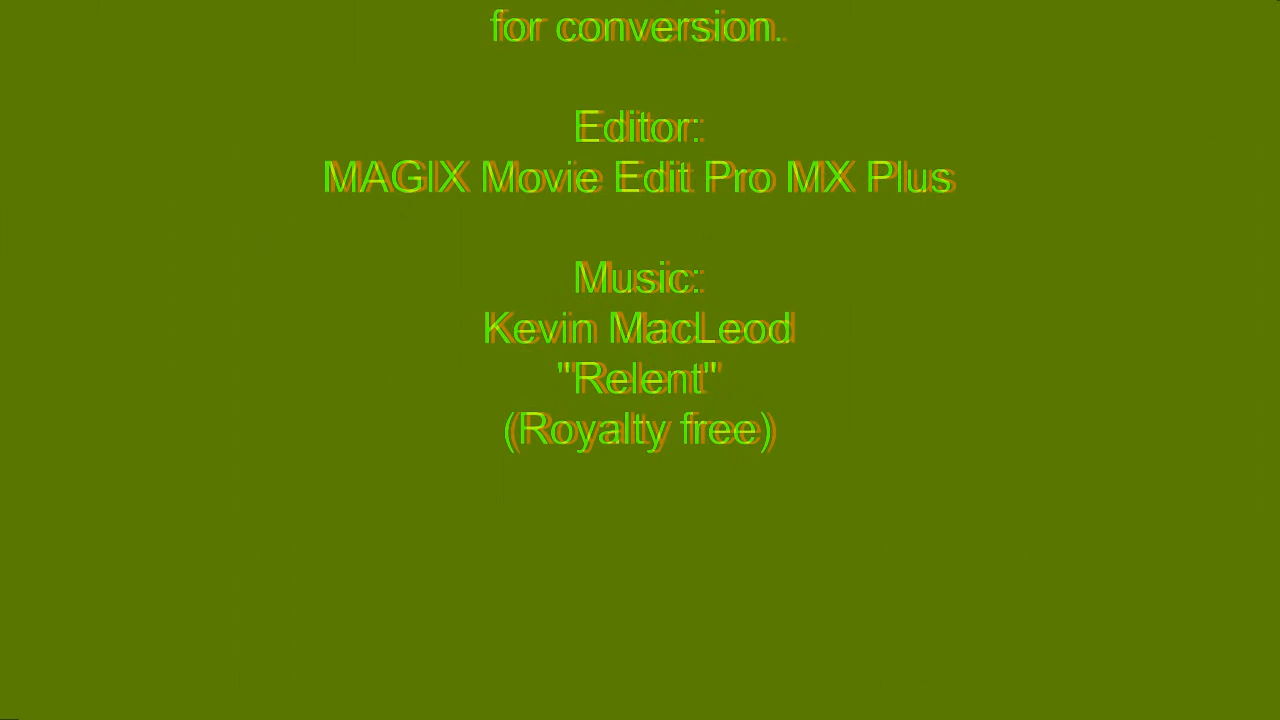 for conversion.
Editor:
MAGIX Movie Edit Pro MX Plus
Music:
Kevin MacLeod
"Relent"
(Royalty free)